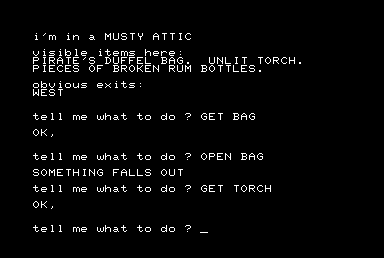 i'm in a MUSTY ATTIC
visible items here:
PIRATE'S DUFFEL BAG.  UNLIT TORCH.
PIECES OF BROKEN RUM BOTTLES.
obvious exits:
WEST
tell me what to do ? GET BAG
OK,
tell me what to do ? OPEN BAG
SOMETHING FALLS OUT
tell me what to do ? GET TORCH
OK,
tell me what to do ? _